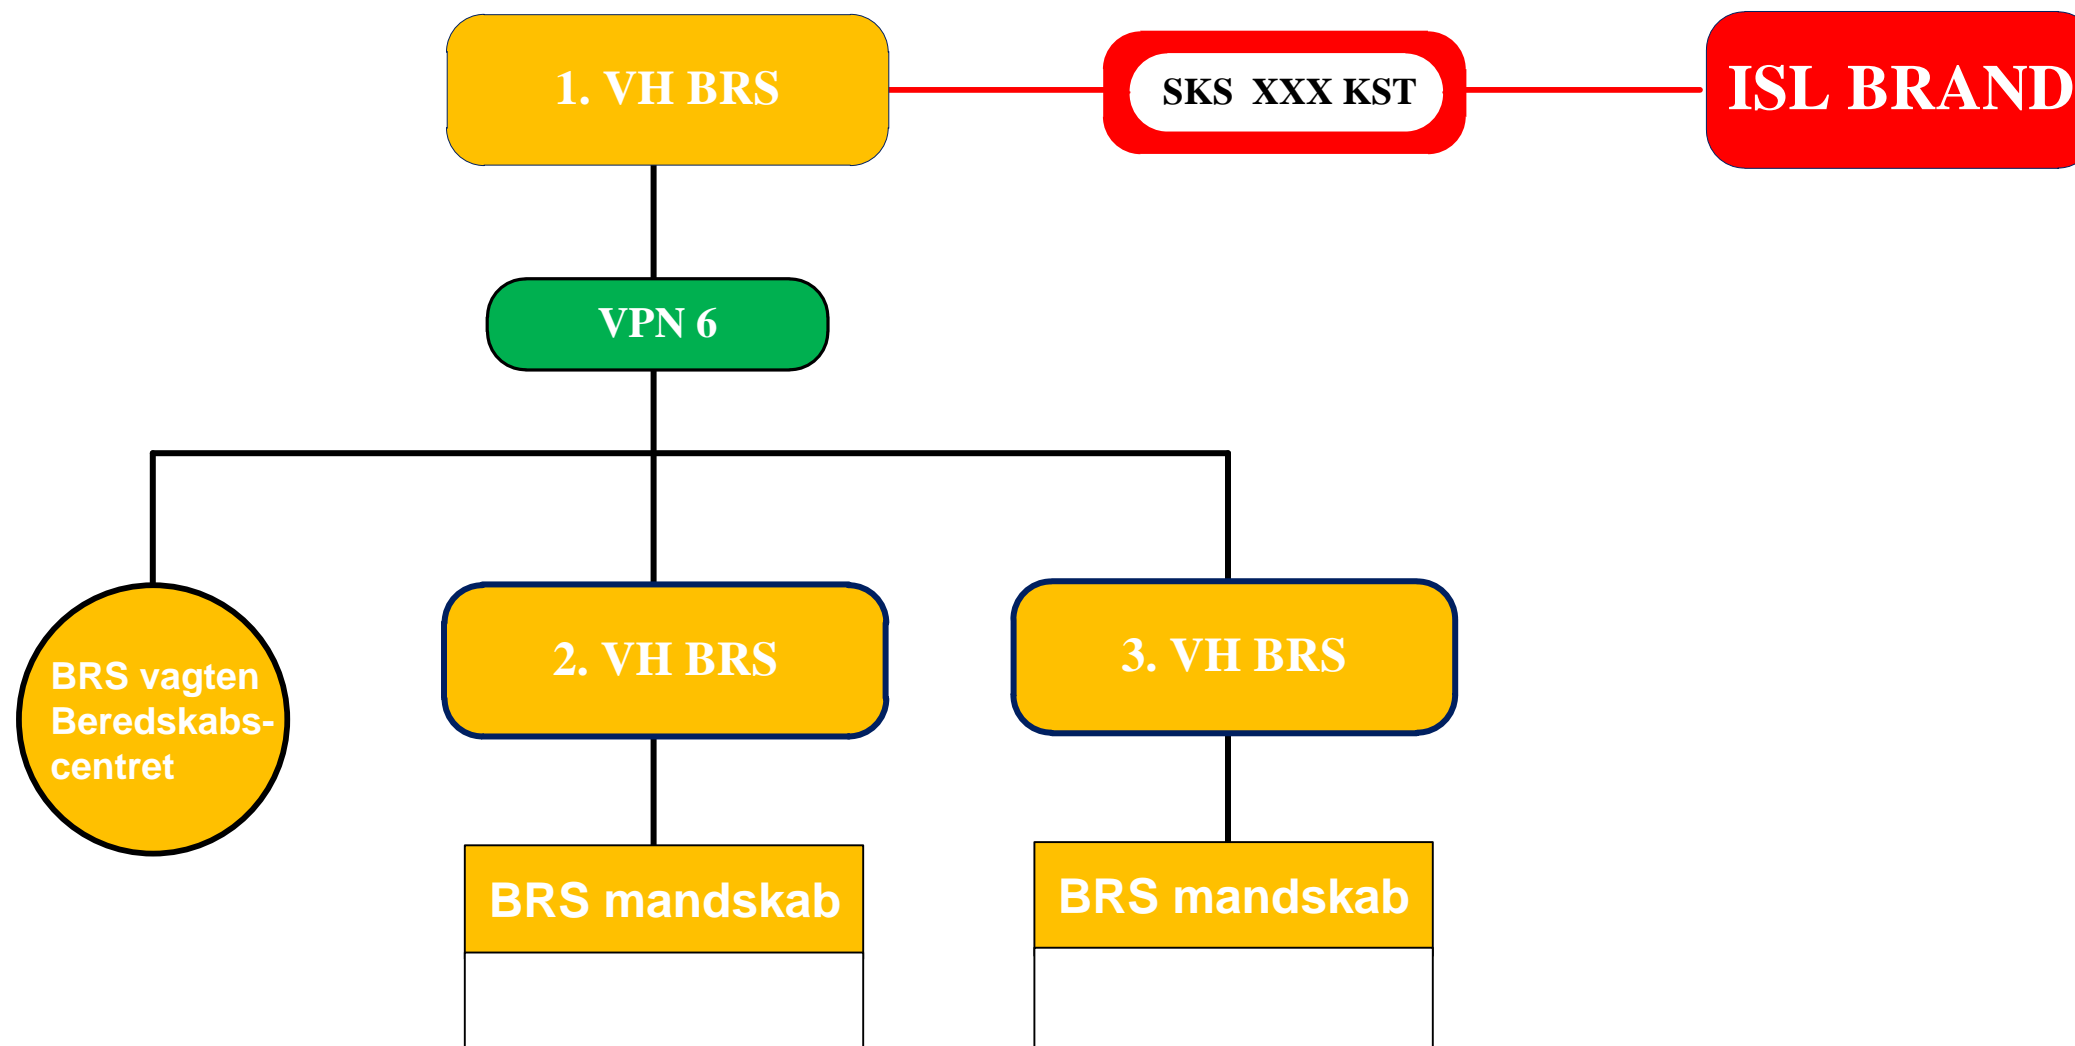 1. VH BRS
SKS XXX KST
ISL BRAND
VPN 6
BRS vagten
Beredskabs-
centret
2. VH BRS
3. VH BRS
BRS mandskab
BRS mandskab